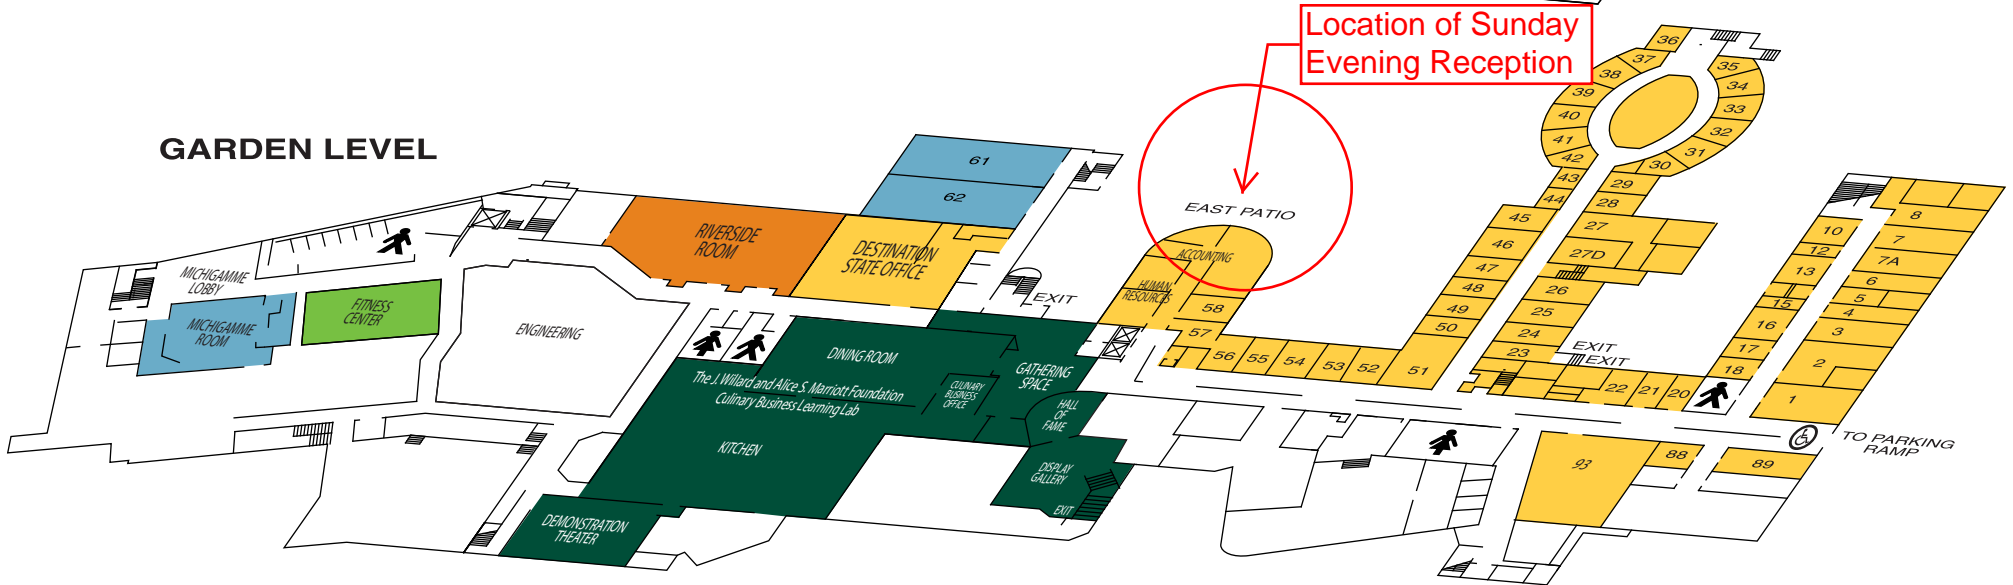 Location of Sunday
Evening Reception
GARDEN LEVEL
36
37
38
39
40
41
42
43
44
35
34
33
32
31
30
29
28
27
27D
26
25
24
23
45
46
47
48
49
50
51
52
53
54
55
56
57
58
61
62
EAST PATIO
ACCOUNTING
HUMAN
RESOURCES
RIVERSIDE
ROOM
DESTINATION
STATE OFFICE
MICHIGAMME
LOBBY
MICHIGAMME
ROOM
FITNESS
CENTER
ENGINEERING
EXIT
DINING ROOM
GATHERING
SPACE
The J. Willard and Alice S. Marriott Foundation
Culinary Business Learning Lab
CULINARY
BUSINESS
OFFICE
HALL
OF
FAME
KITCHEN
DISPLAY
GALLERY
EXIT
DEMONSTRATION
THEATER
EXIT
EXIT
22
21
20
10
12
13
15
16
17
18
8
7
7A
6
5
4
3
2
1
93
88
89
TO PARKING
RAMP